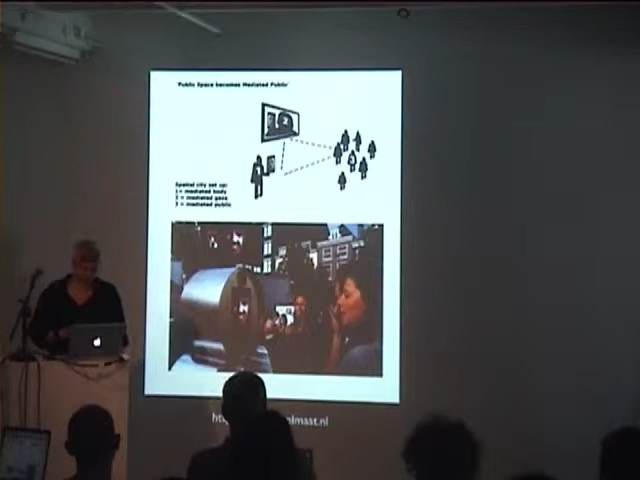 'Public Space becomes Mediated Public'
Spatial city set up:
1= mediated body
2 = mediated gaze
3 = mediated public